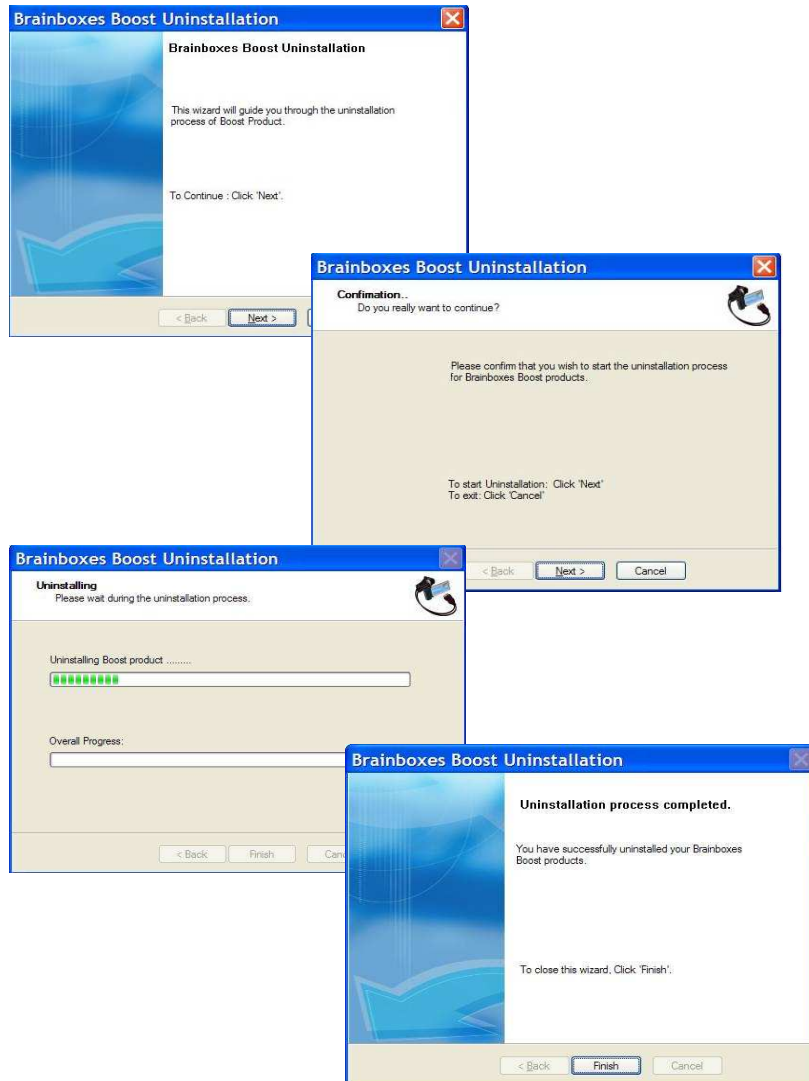 Brainboxes Boost Uninstallation
Brainboxes Boost Uninstallation
This wizard will guide you through the uninstallation
process of Boost Product.
To Continue : Click 'Next'.
< Back
Next >
Brainboxes Boost Uninstallation
Confimation..
Do you really want to continue?
Please confirm that you wish to start the uninstallation process
for Brainboxes Boost products.
To start Uninstallation: Click 'Next'
To exit: Click 'Cancel'
< Back
Next >
Cancel
Brainboxes Boost Uninstallation
Uninstalling
Please wait during the uninstallation process.
Uninstalling Boost product .........
Overall Progress:
< Back
Finish
Brainboxes Boost Uninstallation
Uninstallation process completed.
You have successfully uninstalled your Brainboxes
Boost products.
To close this wizard, Click 'Finish'.
< Back
Finish
Cancel